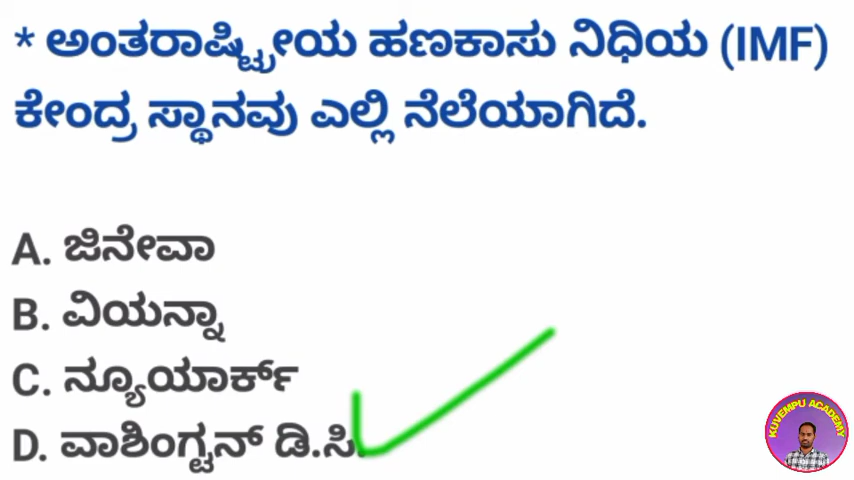 * ಅಂತರಾಷ್ಟ್ರೀಯ ಹಣಕಾಸು ನಿಧಿಯ (IMF)
ಕೇಂದ್ರ ಸ್ಥಾನವು ಎಲ್ಲಿ ನೆಲೆಯಾಗಿದೆ.
A. ಜಿನೇವಾ
B. ವಿಯನ್ನಾ
C. ನ್ಯೂಯಾರ್ಕ್
D. ವಾಶಿಂಗ್ಟನ್ ಡಿ.ಸಿ.
KUVEMPU ACADEMY